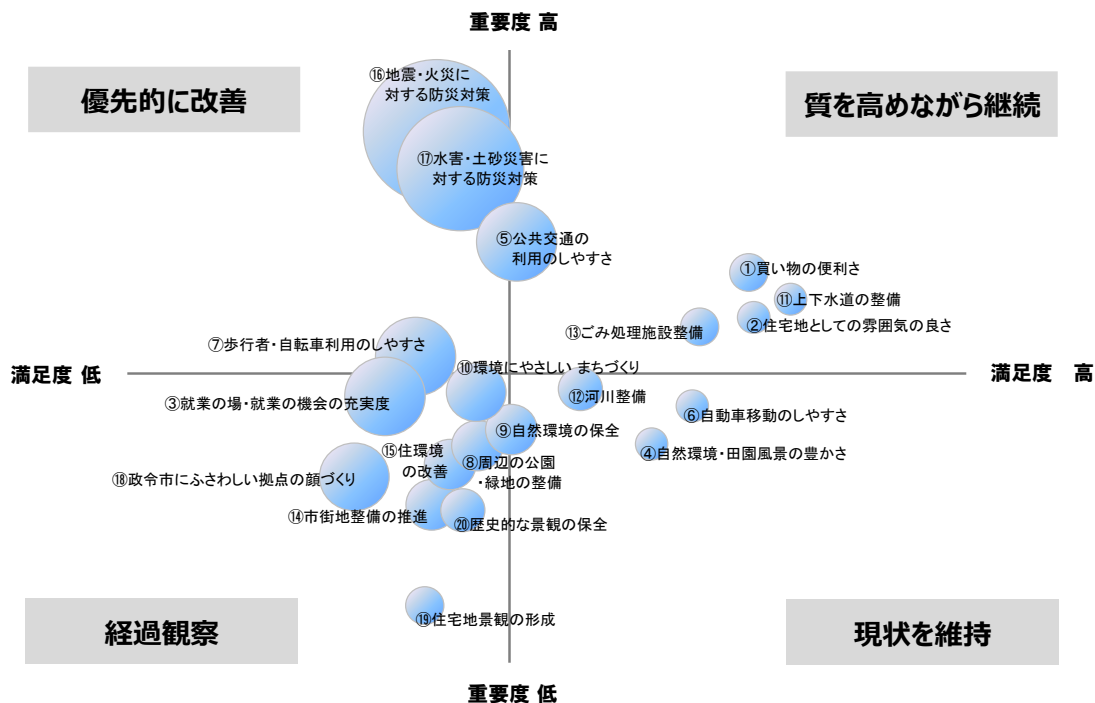 重要度 高
優先的に改善
質を高めながら継続
⑯地震・火災に
対する防災対策
⑰水害・土砂災害に
対する防災対策
⑤公共交通の
利用のしやすさ
①買い物の便利さ
⑪上下水道の整備
②住宅地としての雰囲気の良さ
⑬ごみ処理施設整備
⑦歩行者・自転車利用のしやすさ
⑩環境にやさしい まちづくり
満足度 低
満足度　高
⑫河川整備
③就業の場・就業の機会の充実度
⑥自動車移動のしやすさ
⑨自然環境の保全
⑮住環境
の改善
④自然環境・田園風景の豊かさ
⑧周辺の公園
・緑地の整備
⑱政令市にふさわしい拠点の顔づくり
⑭市街地整備の推進
⑳歴史的な景観の保全
⑲住宅地景観の形成
経過観察
現状を維持
重要度 低